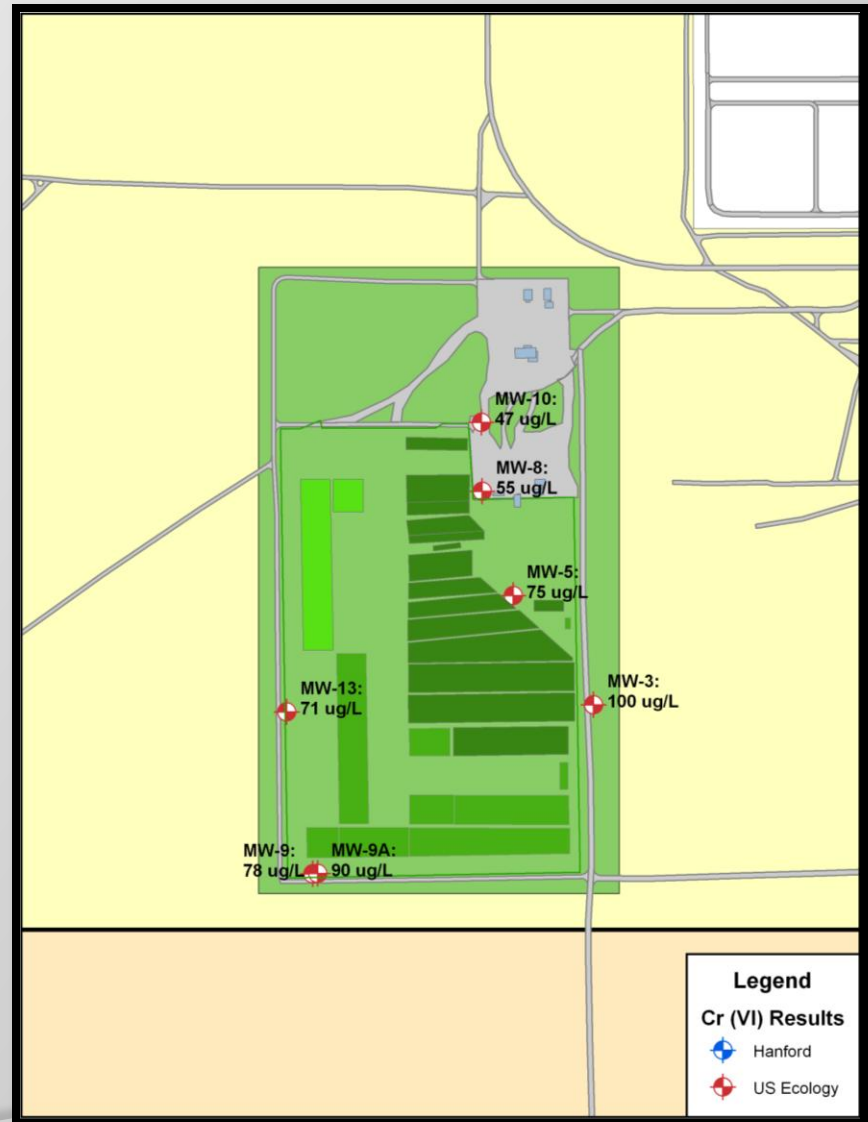 MW-10:
47 ug/L
MW-8:
55 ug/L
MW-5:
75 ug/L
MW-3:
100 ug/L
MW-13:
71 ug/L
MW-9:
78 ug/L
MW-9A:
90 ug/L
Legend
Cr (VI) Results
Hanford
US Ecology